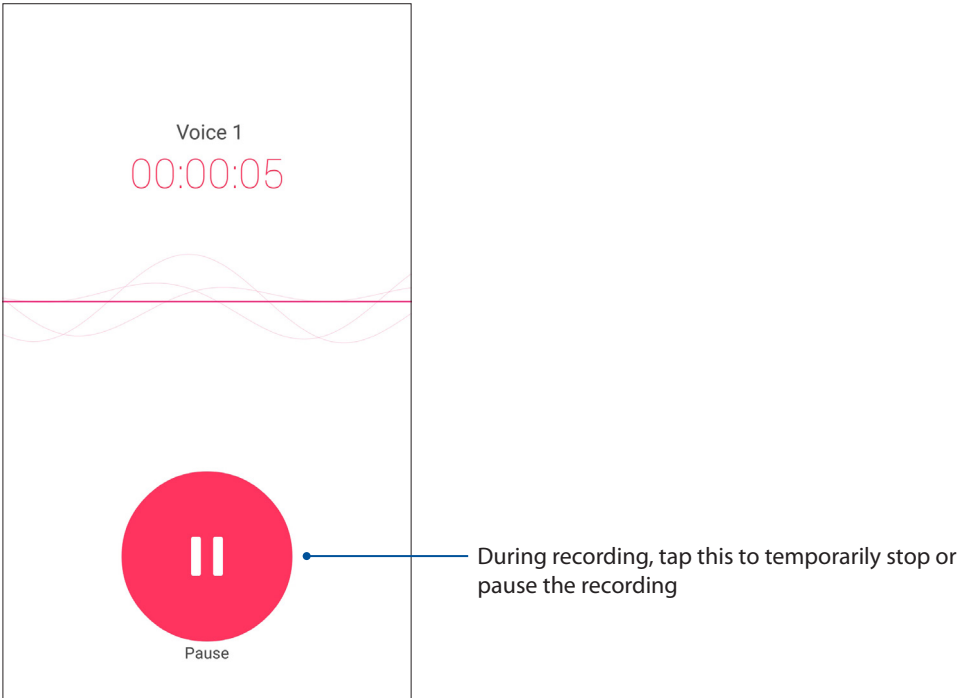 Voice 1
00:00:05
During recording, tap this to temporarily stop or
pause the recording
Pause